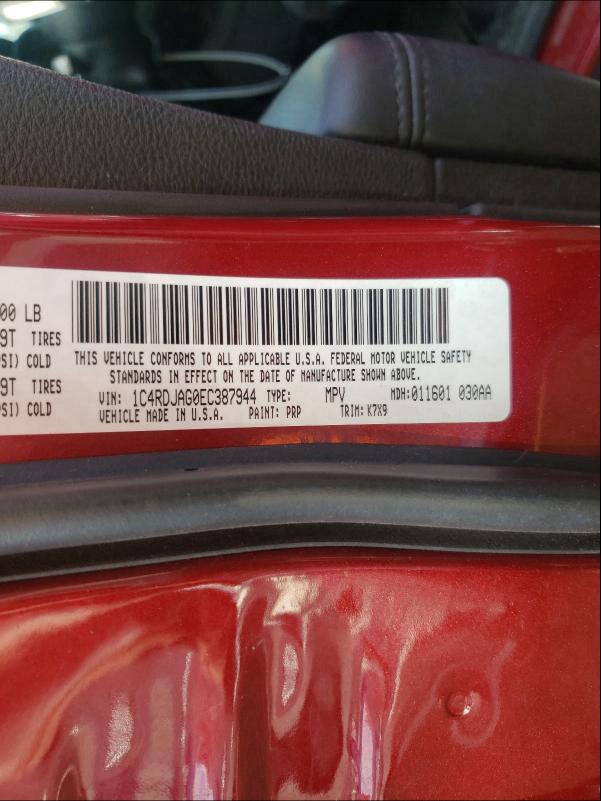 00 LB
9T TIRES
PSI) COLD
9T TIRES
PSI) COLD
THIS VEHICLE CONFORMS TO ALL APPLICABLE U.S.A. FEDERAL MOTOR VEHICLE SAFETY
STANDARDS IN EFFECT ON THE DATE OF MANUFACTURE SHOWN ABOVE.
VIN: 1C4RDJAG0EC387944 TYPE: MPV MDH:011601 030AA
VEHICLE MADE IN U.S.A. PAINT: PRP TRIM: K7X9